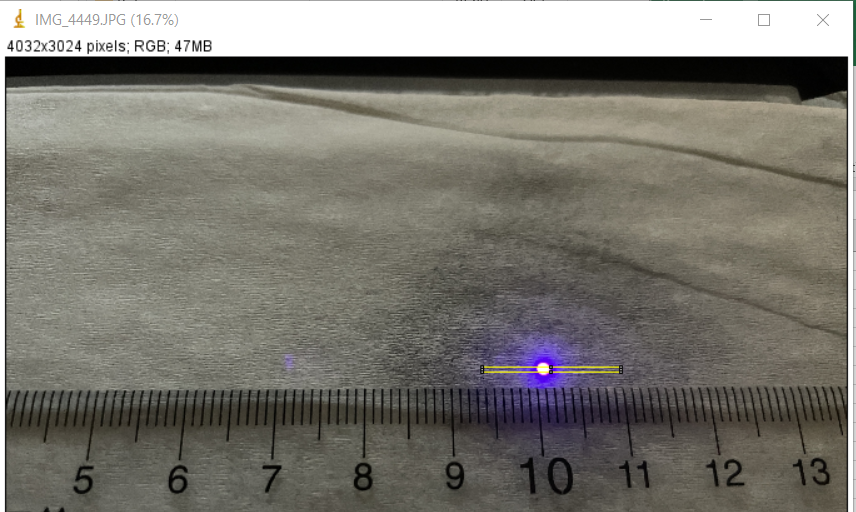 IMG_4449.JPG (16.7%)
4032x3024 pixels; RGB; 47MB
5 6 7 8 9 10 11 12 13